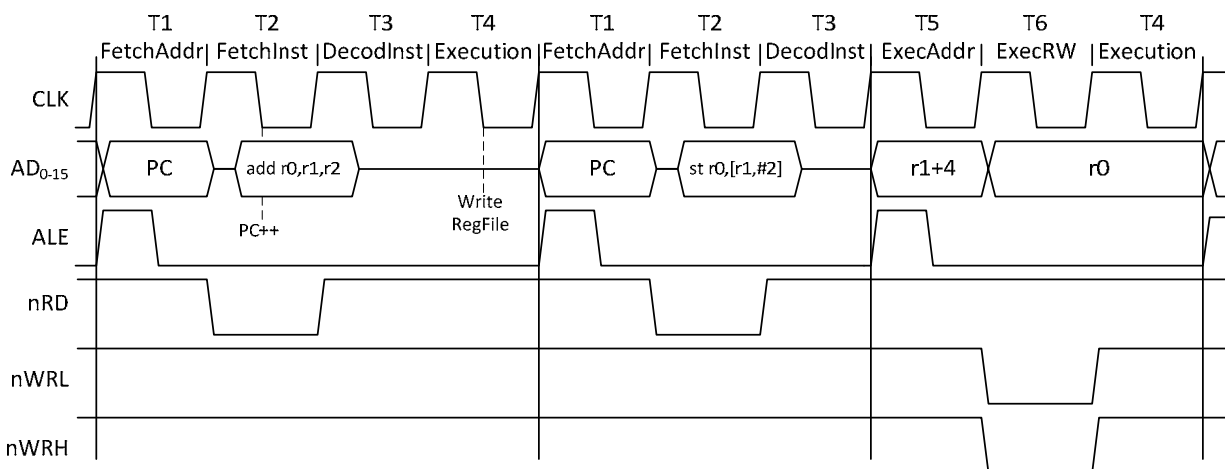 T1 T2 T3 T4 T1 T2 T3 T5 T6 T4
FetchAddr FetchInst DecodInst Execution FetchAddr FetchInst DecodInst ExecAddr ExecRW Execution
CLK
AD0-15 PC add r0,r1,r2 PC st r0,[r1,#2] r1+4 r0
Write
RegFile
PC++
ALE
nRD
nWRL
nWRH